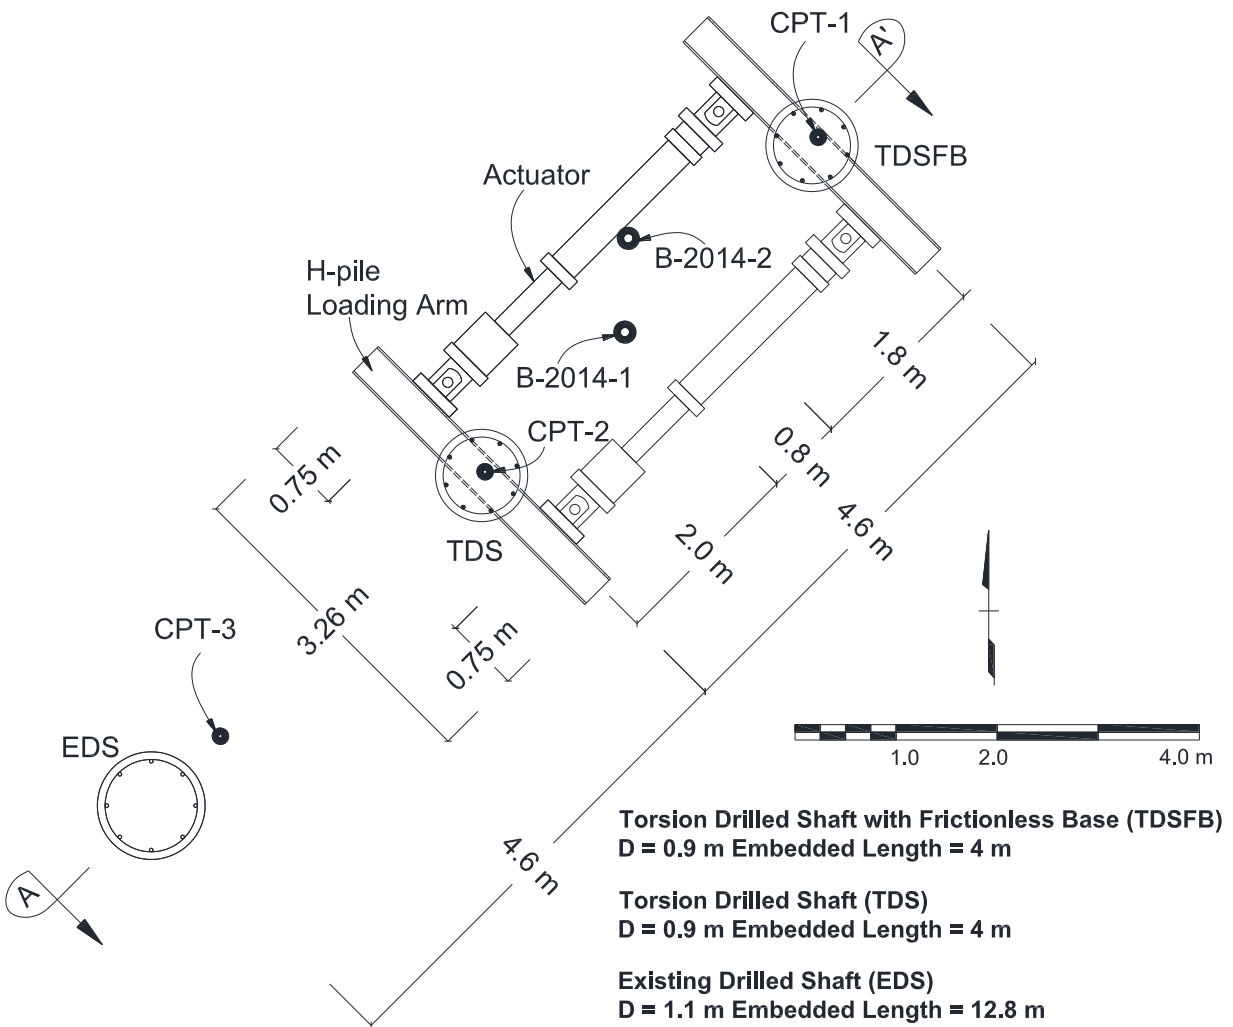 CPT-1
A'
TDSFB
Actuator
B-2014-2
H-pile
Loading Arm
B-2014-1
1.8 m
CPT-2
0.8 m
0.75 m
4.6 m
2.0 m
TDS
3.26 m
CPT-3
0.75 m
EDS
1.0 2.0 4.0 m
4.6 m
A
Torsion Drilled Shaft with Frictionless Base (TDSFB)
D = 0.9 m Embedded Length = 4 m
Torsion Drilled Shaft (TDS)
D = 0.9 m Embedded Length = 4 m
Existing Drilled Shaft (EDS)
D = 1.1 m Embedded Length = 12.8 m